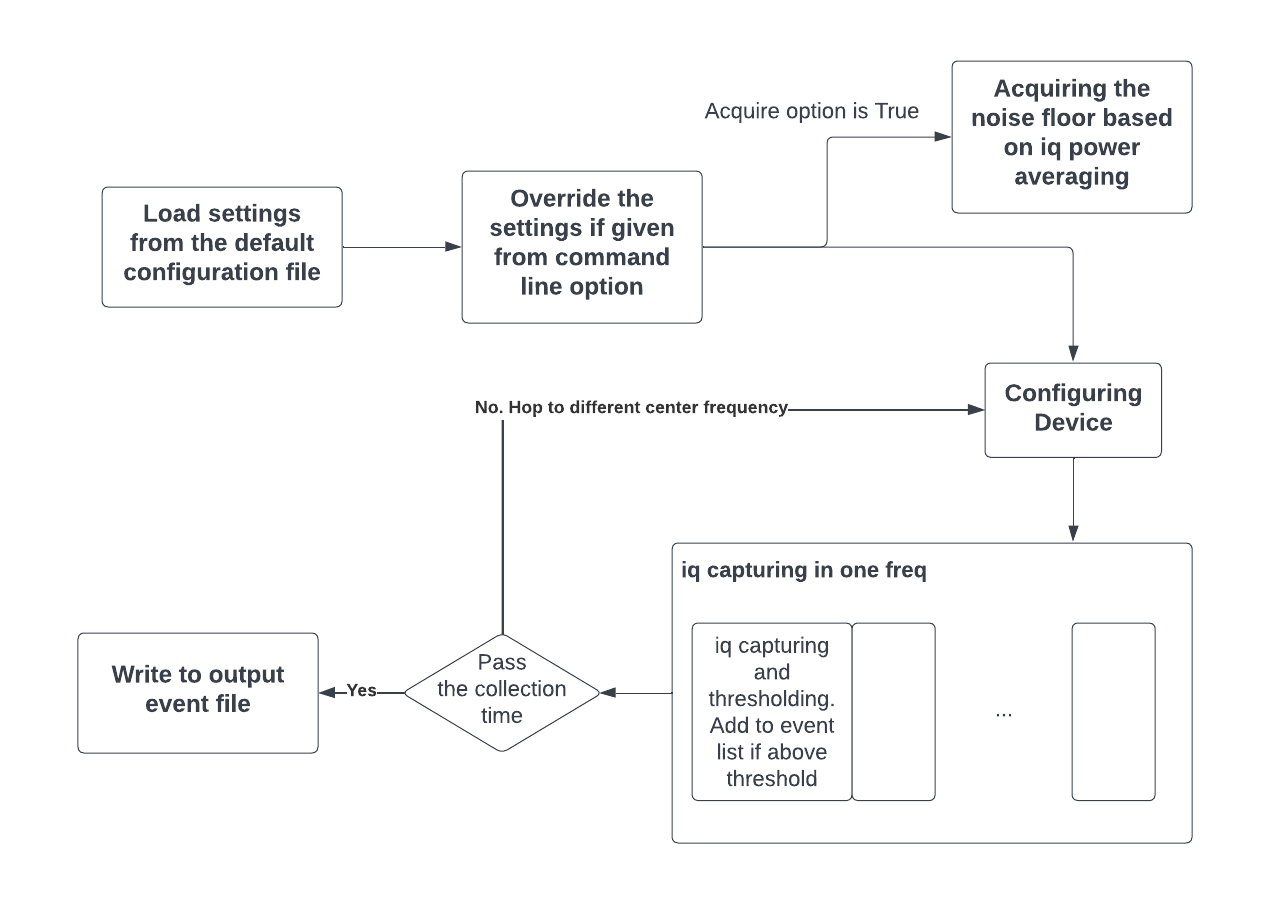 Acquire option is True
Acquiring the
noise floor based
on iq power
averaging
Load settings
from the default
configuration file
Override the
settings if given
from command
line option
No. Hop to different center frequency
Configuring
Device
iq capturing in one freq
Write to output
event file
Yes
Pass
the collection
time
iq capturing
and
thresholding.
Add to event
list if above
threshold
...